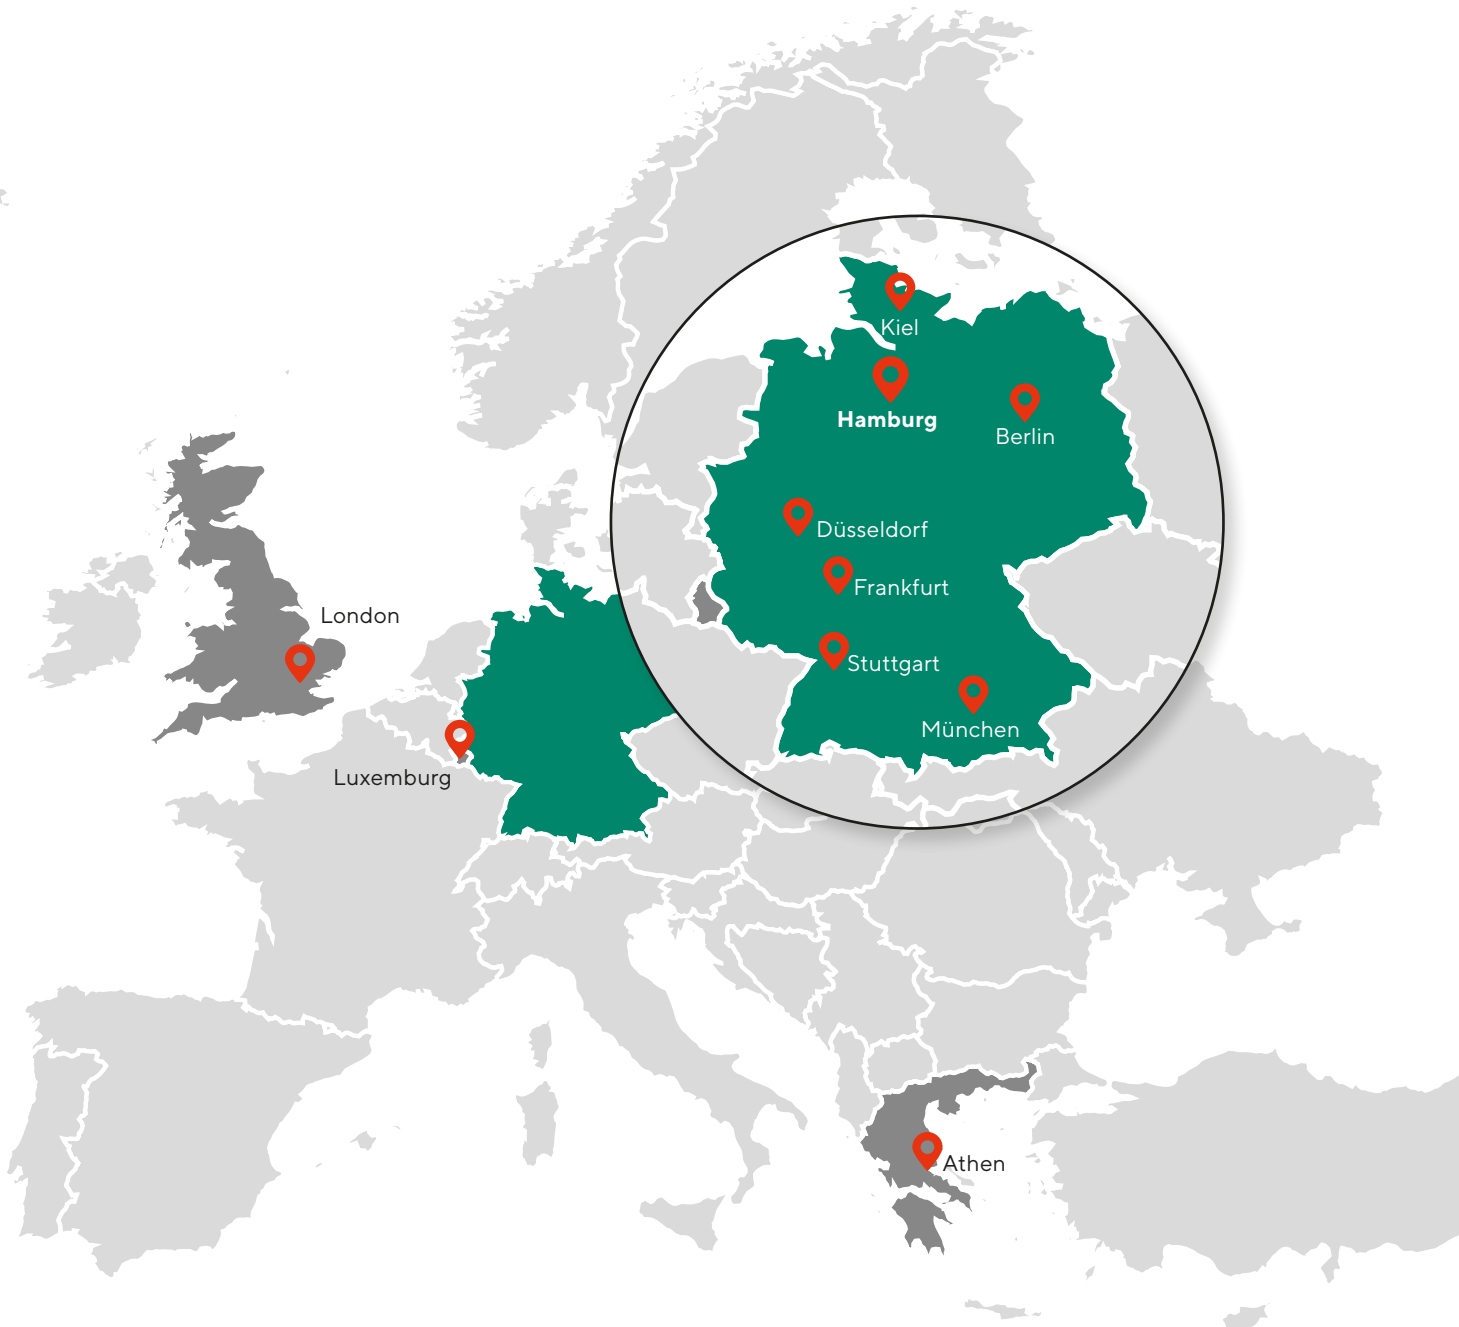 Kiel
Hamburg
Berlin
Düsseldorf
Frankfurt
London
Stuttgart
München
Luxemburg
Athen